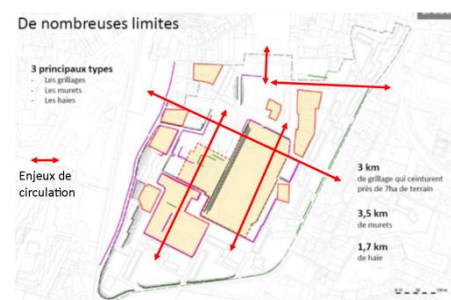 De nombreuses limites
3 principaux types
- Les grillages
- Les murets
- Les haies
Enjeux de
circulation
3 km
de grillage qui ceinturent
près de 7ha de terrain
3,5 km
de murets
1,7 km
de haie